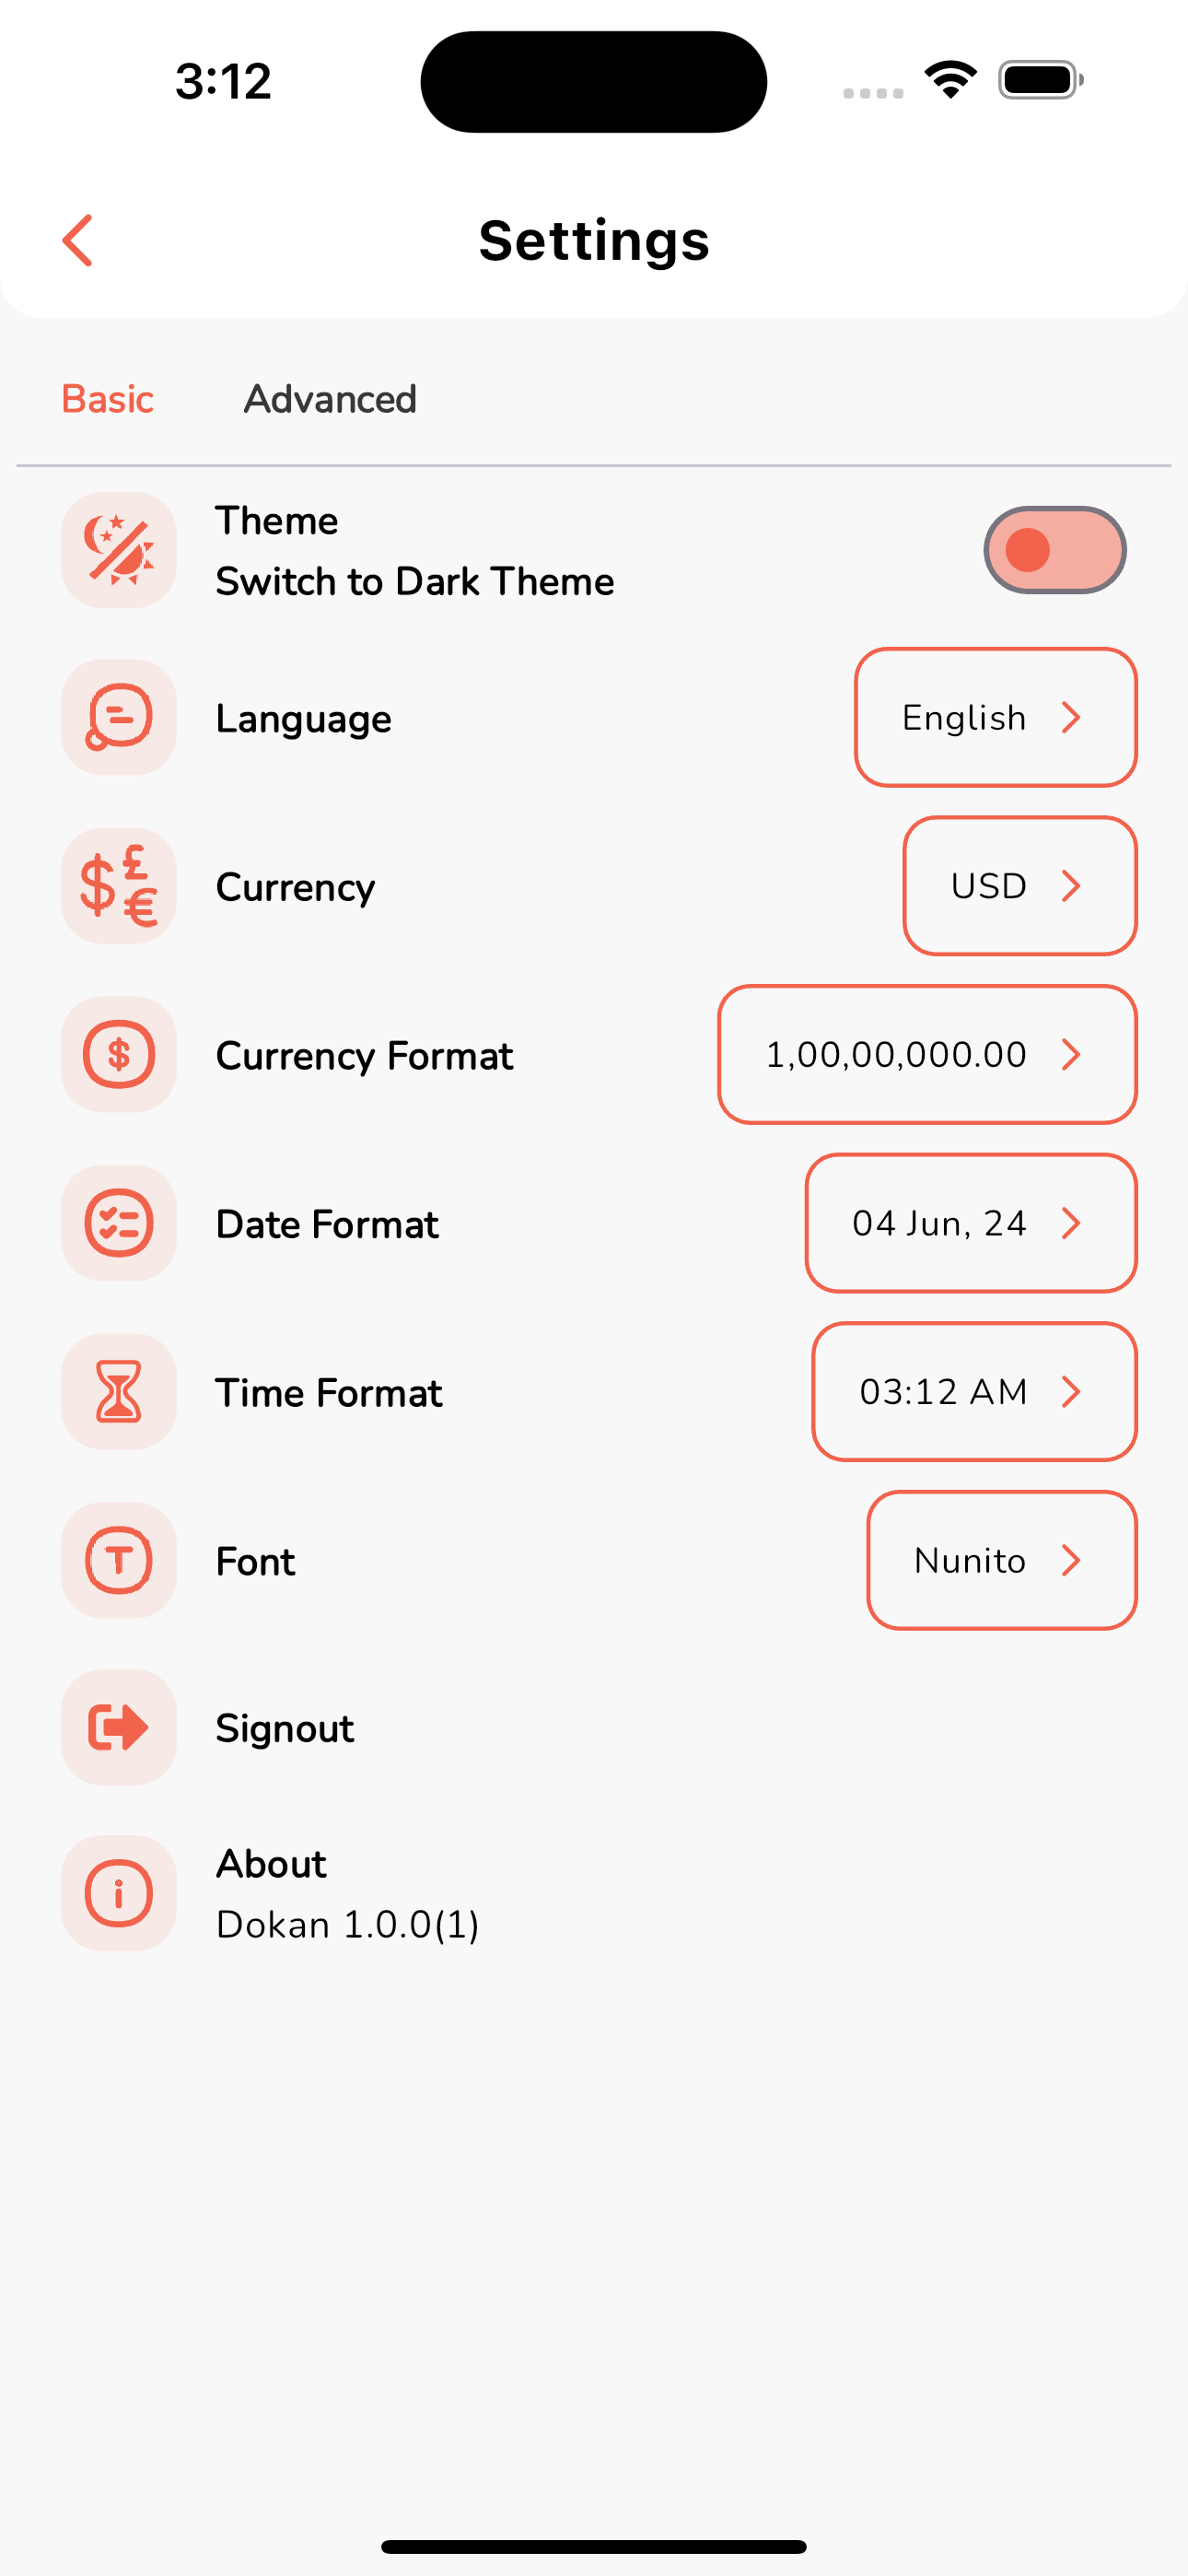 3:12
Settings
Basic Advanced
Theme
Switch to Dark Theme
Language English
$ £ €
Currency USD
$
Currency Format 1,00,00,000.00
Date Format 04 Jun, 24
Time Format 03:12 AM
T
Font Nunito
Signout
i
About
Dokan 1.0.0(1)